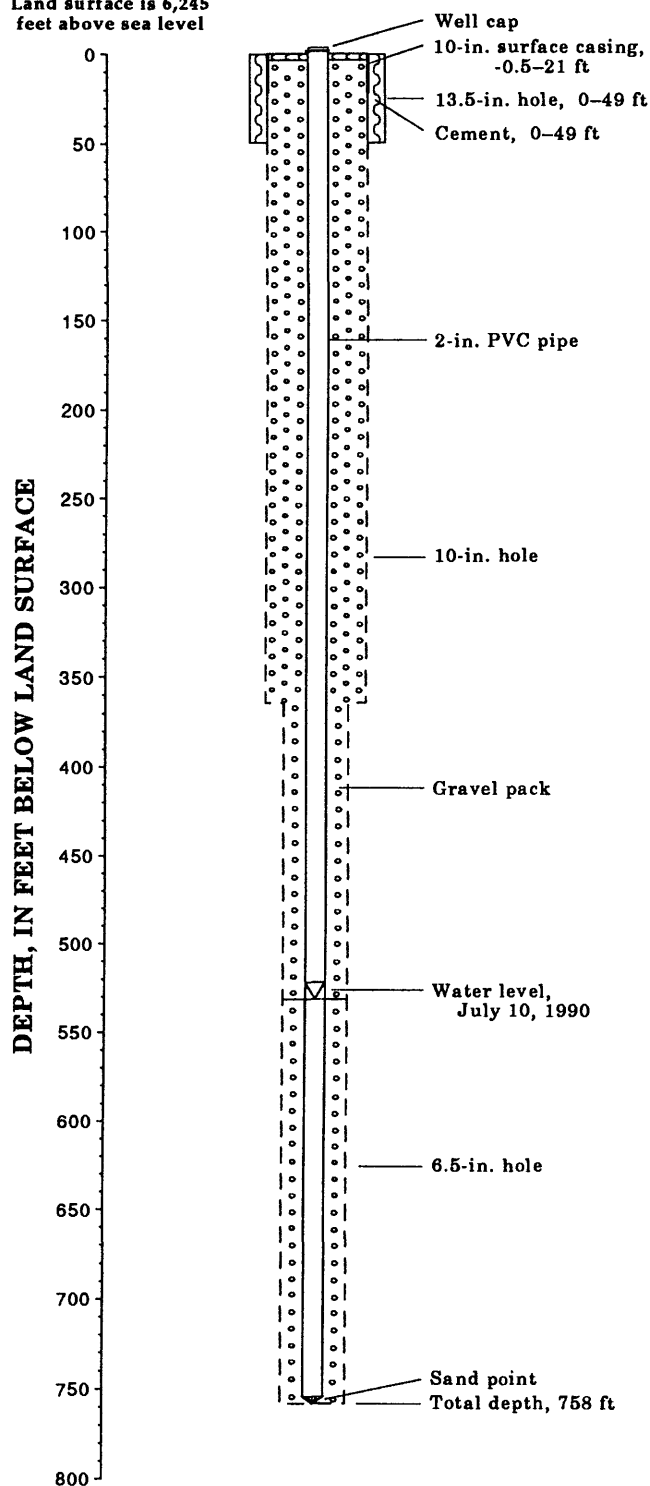 Land surface is 6,245
feet above sea level
Well cap
10-in. surface casing,
-0.5–21 ft
13.5-in. hole, 0–49 ft
Cement, 0–49 ft
2-in. PVC pipe
10-in. hole
Gravel pack
Water level,
July 10, 1990
6.5-in. hole
Sand point
Total depth, 758 ft
DEPTH, IN FEET BELOW LAND SURFACE
0
50
100
150
200
250
300
350
400
450
500
550
600
650
700
750
800